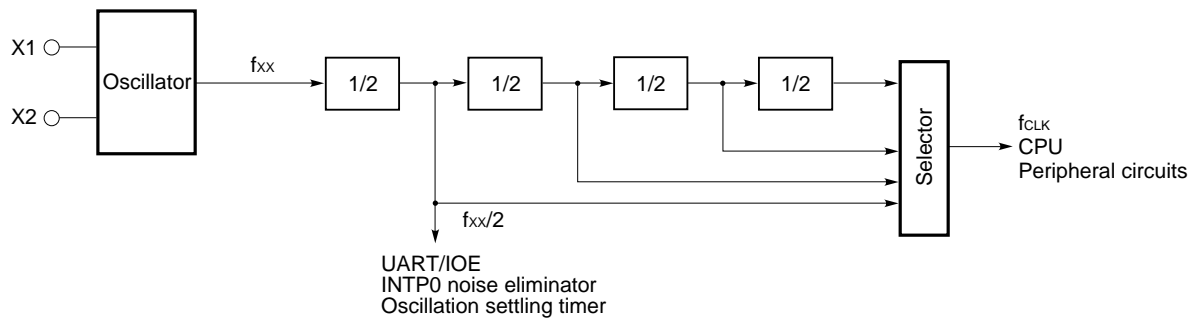 X1
X2
Oscillator
fXX
1/2
1/2
1/2
1/2
Selector
fCLK
CPU
Peripheral circuits
fXX/2
UART/IOE
INTP0 noise eliminator
Oscillation settling timer